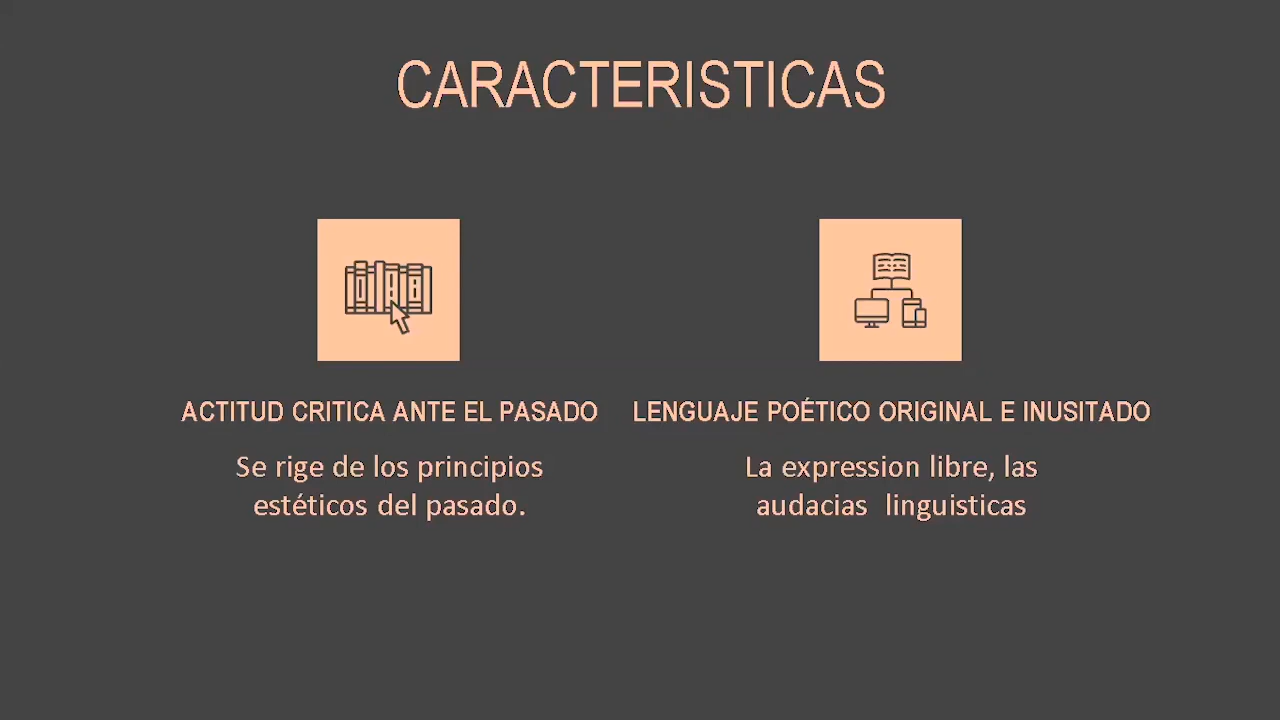 CARACTERISTICAS
ACTITUD CRITICA ANTE EL PASADO
Se rige de los principios
estéticos del pasado.
LENGUAJE POÉTICO ORIGINAL E INUSITADO
La expression libre, las
audacias linguisticas